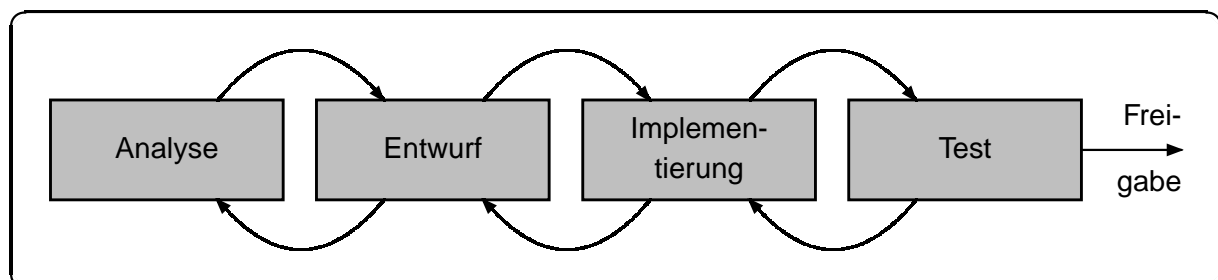 Analyse
Entwurf
Implemen-
tierung
Test
Frei-
gabe